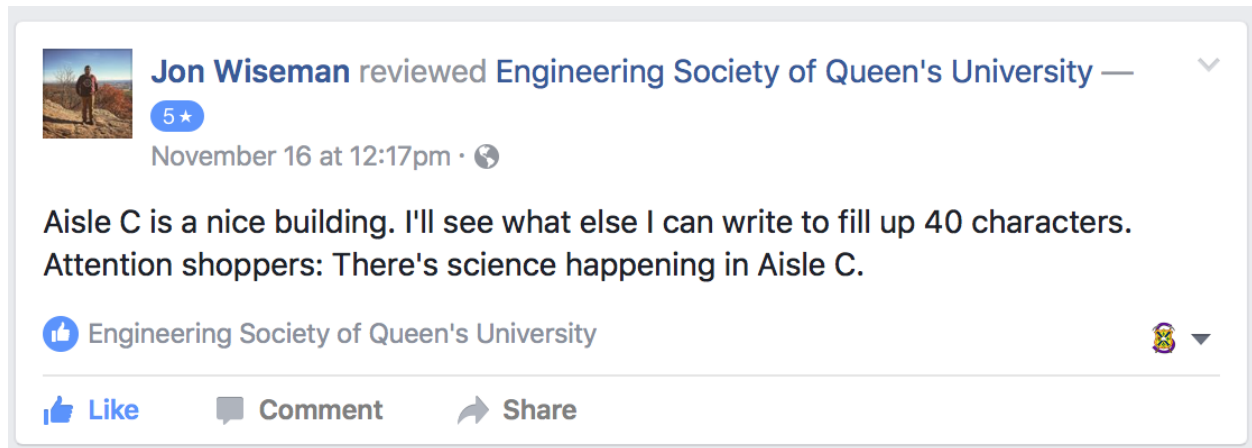 Jon Wiseman reviewed Engineering Society of Queen's University —
5★
November 16 at 12:17pm ·
Aisle C is a nice building. I'll see what else I can write to fill up 40 characters.
Attention shoppers: There's science happening in Aisle C.
Engineering Society of Queen's University
Like Comment Share